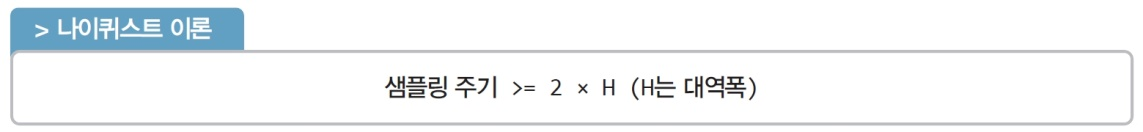 > 나이퀴스트 이론
샘플링 주기 >= 2 × H (H는 대역폭)